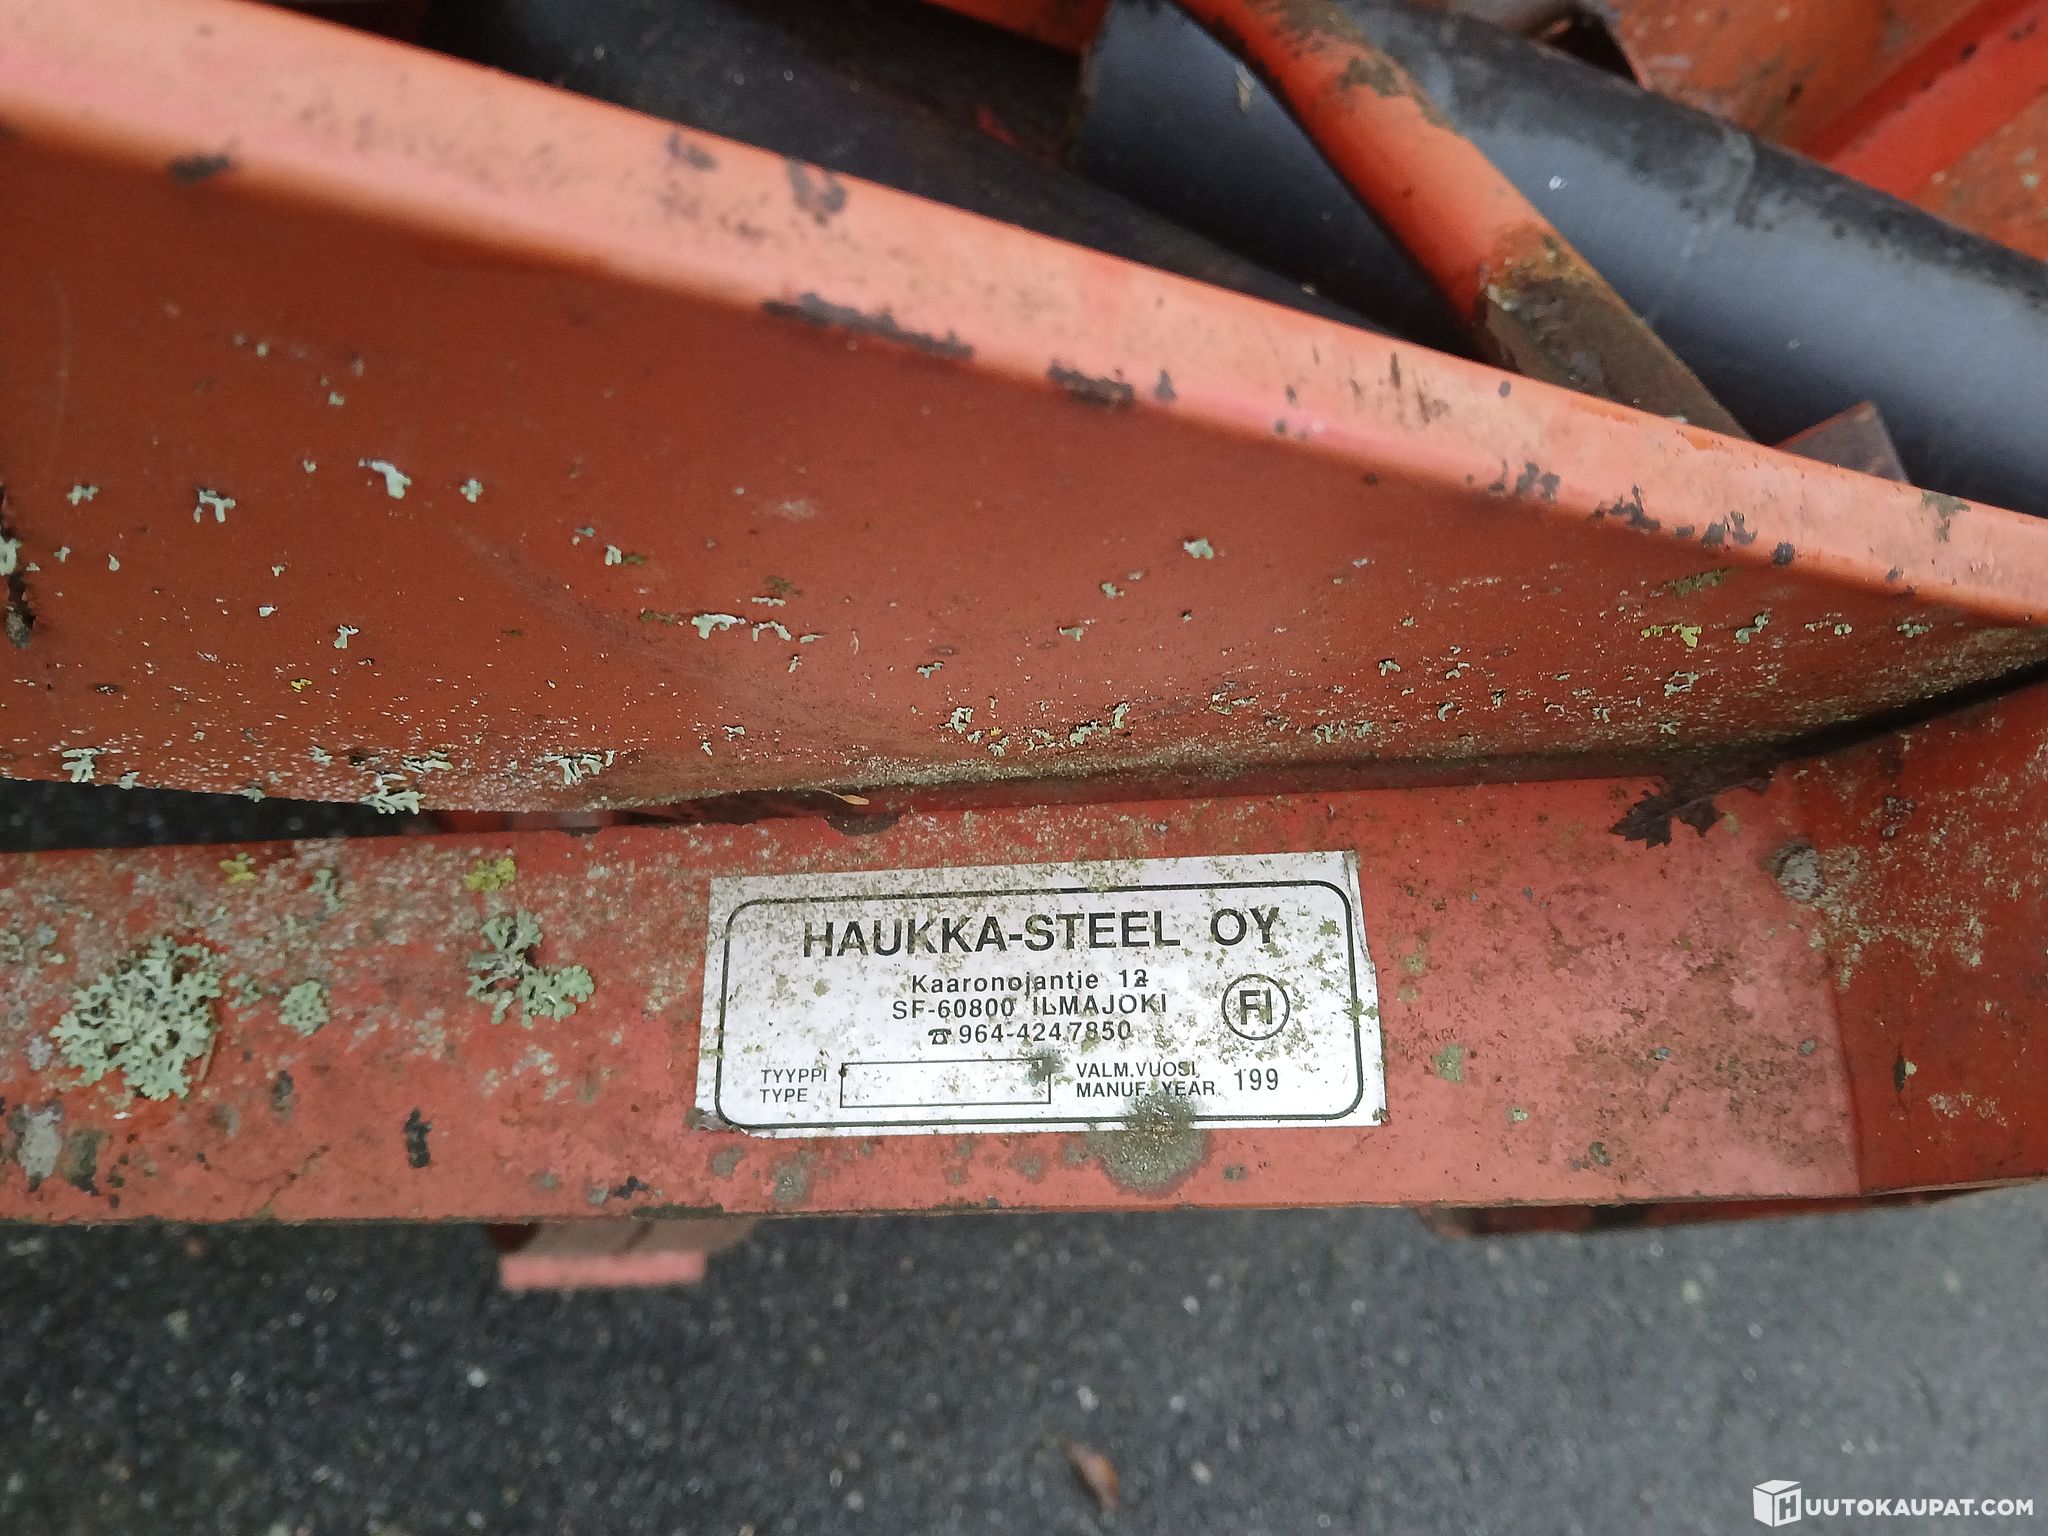 HAUKKA-STEEL OY
Kaaronojantie 12
SF-60800 ILMAJOKI
☎ 964-4247850
FI
TYYPPI
TYPE
VALM.VUOSI
MANUF. YEAR 199
HUUTOKAUPAT.COM